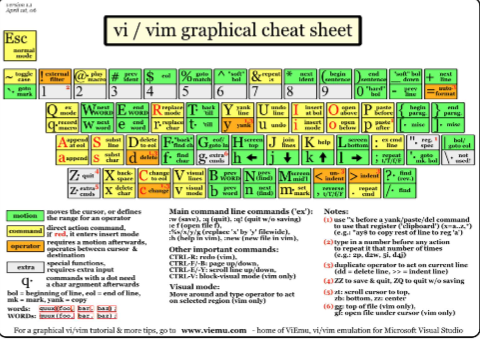 version 1.1
April 1st, 06
vi / vim graphical cheat sheet
Esc
normal
mode
~ toggle case
! external filter
@. play macro
# prev ident
$ eol
% goto match
^ "soft" bol
& repeat :s
* next ident
( begin sentence
) end sentence
"soft" bol down
+ next line
`. goto mark
1 2 3 4 5 6 7 8 9
0 "hard" bol
- prev line
= auto format
Q ex mode
W next WORD
E end WORD
R replace mode
T. back 'till
Y yank line
U undo line
I insert at bol
O open above
P paste before
{ begin parag.
} end parag.
q. record macro
w next word
e end word
r. replace char
t. 'till
y yank
u undo
i insert mode
o open below
p paste after
[. misc
]. misc
A append at eol
S subst line
D delete to eol
F. "back" find ch
G eof/ goto ln
H screen top
J join lines
K help
L screen bottom
: ex cmd line
". reg. spec
| bol/ goto col
a append
s subst char
d delete
f. find char
g. extra cmds
h
j
k
l
; repeat t/T/f/F
'. goto mk. bol
\. not used!
Z. quit
X back- space
C change to eol
V visual lines
B prev WORD
N prev (find)
M screen mid'l
< un- indent
> indent
?. find (rev.)
z. extra cmds
x delete char
c change
v visual mode
b prev word
n next (find)
m. set mark
, reverse t/T/f/F
. repeat cmd
/. find
motion moves the cursor, or defines
the range for an operator
command direct action command,
if red, it enters insert mode
operator requires a motion afterwards,
operates between cursor &
destination
extra special functions,
requires extra input
q. commands with a dot need
a char argument afterwards
bol = beginning of line, eol = end of line,
mk = mark, yank = copy
words: quux(foo, bar, baz);
WORDs: quux(foo, bar, baz);
Main command line commands ('ex'):
:w (save), :q (quit), :q! (quit w/o saving)
:e f (open file f),
:%s/x/y/g (replace 'x' by 'y' filewide),
:h (help in vim), :new (new file in vim),
Other important commands:
CTRL-R: redo (vim),
CTRL-F/-B: page up/down,
CTRL-E/-Y: scroll line up/down,
CTRL-V: block-visual mode (vim only)
Visual mode:
Move around and type operator to act
on selected region (vim only)
Notes:
(1) use "x before a yank/paste/del command
to use that register ('clipboard') (x=a..z,*)
(e.g.: "ay$ to copy rest of line to reg 'a')
(2) type in a number before any action
to repeat it that number of times
(e.g.: 2p, d2w, 5i, d4j)
(3) duplicate operator to act on current line
(dd = delete line, >> = indent line)
(4) ZZ to save & quit, ZQ to quit w/o saving
(5) zt: scroll cursor to top,
zb: bottom, zz: center
(6) gg: top of file (vim only),
gf: open file under cursor (vim only)
For a graphical vi/vim tutorial & more tips, go to www.viemu.com - home of ViEmu, vi/vim emulation for Microsoft Visual Studio